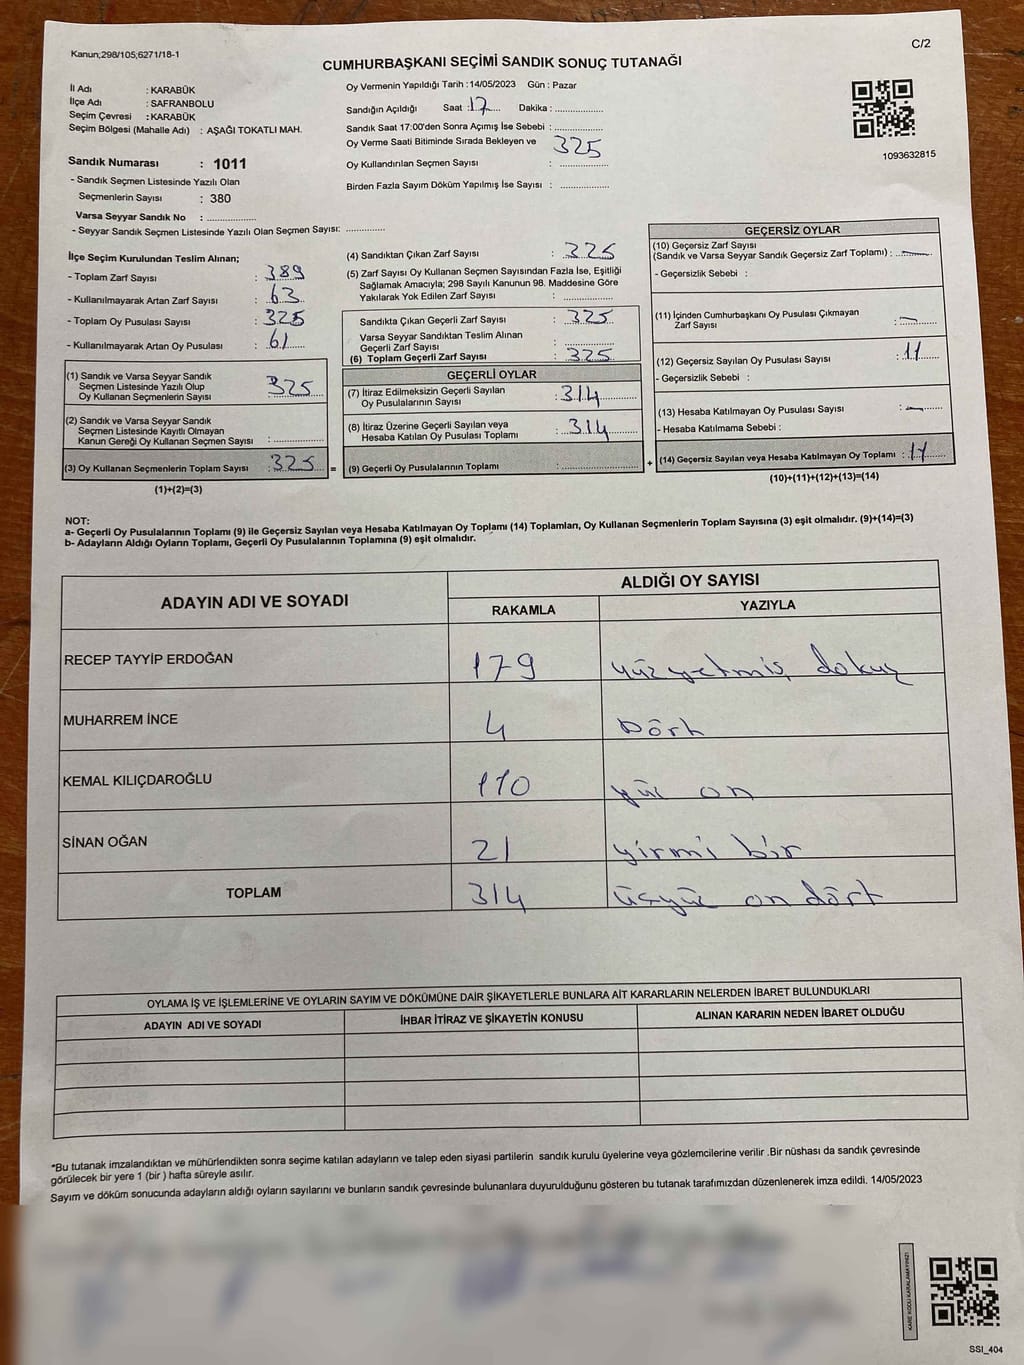 Kanun;298/105;6271/18-1
C/2
CUMHURBAŞKANI SEÇİMİ SANDIK SONUÇ TUTANAĞI
İl Adı : KARABÜK
İlçe Adı : SAFRANBOLU
Seçim Çevresi : KARABÜK
Seçim Bölgesi (Mahalle Adı) : AŞAĞI TOKATLI MAH.
Sandık Numarası : 1011
- Sandık Seçmen Listesinde Yazılı Olan
Seçmenlerin Sayısı : 380
Varsa Seyyar Sandık No : ..................
- Seyyar Sandık Seçmen Listesinde Yazılı Olan Seçmen Sayısı: ..............
Oy Vermenin Yapıldığı Tarih :14/05/2023 Gün : Pazar
Sandığın Açıldığı Saat : 17 Dakika : ..................
Sandık Saat 17:00'den Sonra Açımış İse Sebebi : ..................
Oy Verme Saati Bitiminde Sırada Bekleyen ve 325
Oy Kullandırılan Seçmen Sayısı : ..................
Birden Fazla Sayım Döküm Yapılmış İse Sayısı : ..................
1093632815
İlçe Seçim Kurulundan Teslim Alınan;
- Toplam Zarf Sayısı : 389
- Kullanılmayarak Artan Zarf Sayısı : 63
- Toplam Oy Pusulası Sayısı : 325
- Kullanılmayarak Artan Oy Pusulası : 61
(1) Sandık ve Varsa Seyyar Sandık
Seçmen Listesinde Yazılı Olup
Oy Kullanan Seçmenlerin Sayısı : 325
(2) Sandık ve Varsa Seyyar Sandık
Seçmen Listesinde Kayıtlı Olmayan
Kanun Gereği Oy Kullanan Seçmen Sayısı : ..................
(3) Oy Kullanan Seçmenlerin Toplam Sayısı : 325
(1)+(2)=(3)
(4) Sandıktan Çıkan Zarf Sayısı : 325
(5) Zarf Sayısı Oy Kullanan Seçmen Sayısından Fazla İse, Eşitliği
Sağlamak Amacıyla; 298 Sayılı Kanunun 98. Maddesine Göre
Yakılarak Yok Edilen Zarf Sayısı : ..................
Sandıkta Çıkan Geçerli Zarf Sayısı : 325
Varsa Seyyar Sandıktan Teslim Alınan
Geçerli Zarf Sayısı : ..................
(6) Toplam Geçerli Zarf Sayısı : 325
=
GEÇERLİ OYLAR
(7) İtiraz Edilmeksizin Geçerli Sayılan
Oy Pusulalarının Sayısı : 314
(8) İtiraz Üzerine Geçerli Sayılan veya
Hesaba Katılan Oy Pusulası Toplamı : 314
(9) Geçerli Oy Pusulalarının Toplamı : ..................
+
GEÇERSİZ OYLAR
(10) Geçersiz Zarf Sayısı
(Sandık ve Varsa Seyyar Sandık Geçersiz Zarf Toplamı) : —
- Geçersizlik Sebebi :
(11) İçinden Cumhurbaşkanı Oy Pusulası Çıkmayan
Zarf Sayısı : —
(12) Geçersiz Sayılan Oy Pusulası Sayısı : 11
- Geçersizlik Sebebi :
(13) Hesaba Katılmayan Oy Pusulası Sayısı : —
- Hesaba Katılmama Sebebi :
(14) Geçersiz Sayılan veya Hesaba Katılmayan Oy Toplamı : 11
(10)+(11)+(12)+(13)=(14)
NOT:
a- Geçerli Oy Pusulalarının Toplamı (9) ile Geçersiz Sayılan veya Hesaba Katılmayan Oy Toplamı (14) Toplamları, Oy Kullanan Seçmenlerin Toplam Sayısına (3) eşit olmalıdır. (9)+(14)=(3)
b- Adayların Aldığı Oyların Toplamı, Geçerli Oy Pusulalarının Toplamına (9) eşit olmalıdır.
ADAYIN ADI VE SOYADI ALDIĞI OY SAYISI
RAKAMLA YAZIYLA
RECEP TAYYİP ERDOĞAN 179 yüzyetmiş dokuz
MUHARREM İNCE 4 Dört
KEMAL KILIÇDAROĞLU 110 yüz on
SİNAN OĞAN 21 yirmi bir
TOPLAM 314 üçyüz on dört
OYLAMA İŞ VE İŞLEMLERİNE VE OYLARIN SAYIM VE DÖKÜMÜNE DAİR ŞİKAYETLERLE BUNLARA AİT KARARLARIN NELERDEN İBARET BULUNDUKLARI
ADAYIN ADI VE SOYADI İHBAR İTİRAZ VE ŞİKAYETİN KONUSU ALINAN KARARIN NEDEN İBARET OLDUĞU
*Bu tutanak imzalandıktan ve mühürlendikten sonra seçime katılan adayların ve talep eden siyasi partilerin sandık kurulu üyelerine veya gözlemcilerine verilir .Bir nüshası da sandık çevresinde
görülecek bir yere 1 (bir ) hafta süreyle asılır.
Sayım ve döküm sonucunda adayların aldığı oyların sayılarını ve bunların sandık çevresinde bulunanlara duyurulduğunu gösteren bu tutanak tarafımızdan düzenlenerek imza edildi. 14/05/2023
KARE KODU KARALAMAYINIZ!
SSI_404